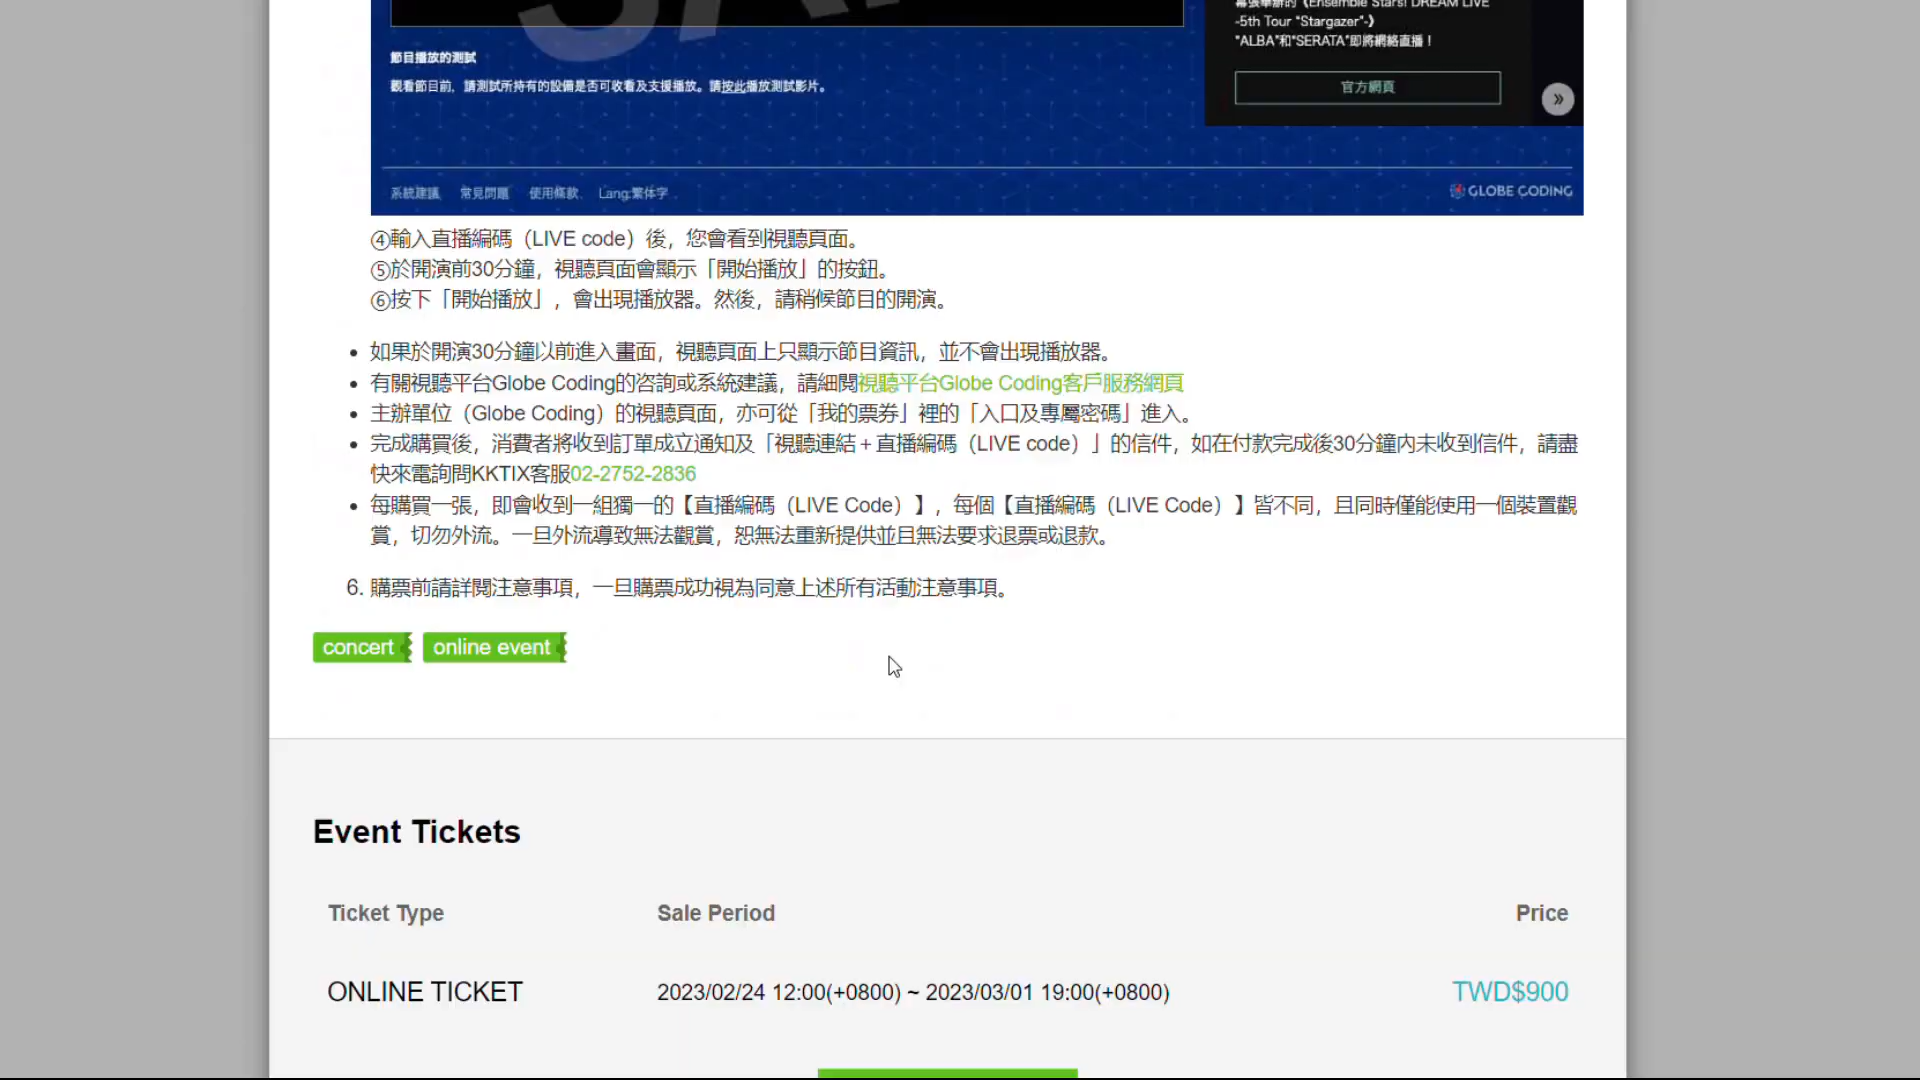 幕張舉辦的《Ensemble Stars! DREAM LIVE
-5th Tour “Stargazer”-》
“ALBA”和“SERATA”即將網絡直播！
官方網頁
»
節目播放的測試
觀看節目前，請測試所持有的設備是否可收看及支援播放。請按此播放測試影片。
系統建議 常見問題 使用條款 Lang:繁体字
GLOBE CODING
④輸入直播編碼（LIVE code）後，您會看到視聽頁面。
⑤於開演前30分鐘，視聽頁面會顯示「開始播放」的按鈕。
⑥按下「開始播放」，會出現播放器。然後，請稍候節目的開演。
• 如果於開演30分鐘以前進入畫面，視聽頁面上只顯示節目資訊，並不會出現播放器。
• 有關視聽平台Globe Coding的咨詢或系統建議，請細閱視聽平台Globe Coding客戶服務網頁
• 主辦單位（Globe Coding）的視聽頁面，亦可從「我的票券」裡的「入口及專屬密碼」進入。
• 完成購買後，消費者將收到訂單成立通知及「視聽連結＋直播編碼（LIVE code）」的信件，如在付款完成後30分鐘內未收到信件，請盡
快來電詢問KKTIX客服02-2752-2836
• 每購買一張，即會收到一組獨一的【直播編碼（LIVE Code）】，每個【直播編碼（LIVE Code）】皆不同，且同時僅能使用一個裝置觀
賞，切勿外流。一旦外流導致無法觀賞，恕無法重新提供並且無法要求退票或退款。
6. 購票前請詳閱注意事項，一旦購票成功視為同意上述所有活動注意事項。
concert online event
Event Tickets
Ticket Type Sale Period Price
ONLINE TICKET 2023/02/24 12:00(+0800) ~ 2023/03/01 19:00(+0800) TWD$900